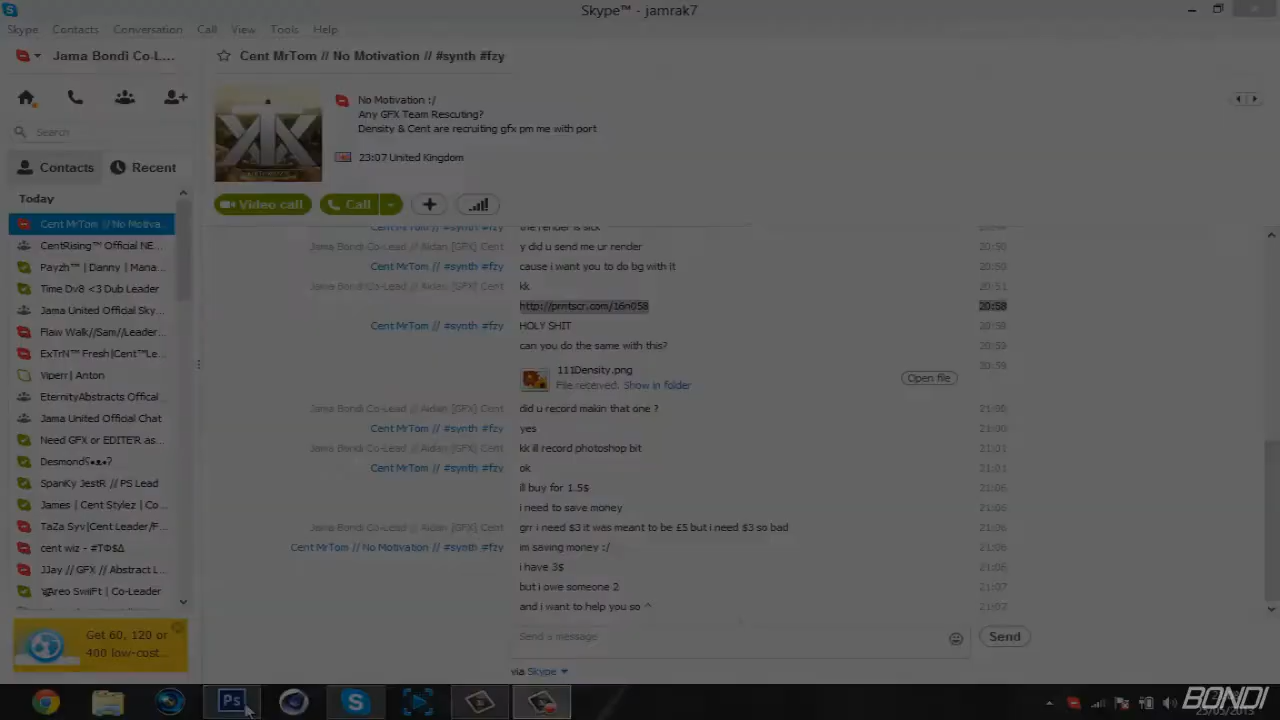 Skype™ - jamrak7
Skype Contacts Conversation Call View Tools Help
Jama Bondi Co-L...
Cent MrTom // No Motivation // #synth #fzy
No Motivation :/
Any GFX Team Rescuting?
Density & Cent are recruiting gfx pm me with port
23:07 United Kingdom
Search
Contacts
Recent
Video call
Call
Today
Cent MrTom // No Motiva...
CentRising™ Official NE...
Payzh™ | Danny | Mana...
Time Dv8 <3 Dub Leader
Jama United Official Sky...
Flaw Walk//Sam//Leader...
ExTrN™ Fresh|Cent™Le...
Viperr| Anton
EternityAbstracts Offical...
Jama United Official Chat
Need GFX or EDITE'R as...
SpanKy JestR // PS Lead
James | Cent Stylez | Co...
TaZa Syv|Cent Leader/F...
cent wiz - #TΦ$Δ
JJay // GFX // Abstract L...
Get 60, 120 or
400 low-cost...
Cent MrTom // #synth #fzy the render is sick
Jama Bondi Co-Lead // Aidan [GFX] Cent y did u send me ur render 20:50
Cent MrTom // #synth #fzy cause i want you to do bg with it 20:50
Jama Bondi Co-Lead // Aidan [GFX] Cent kk 20:51
http://prntscr.com/16n058 20:58
Cent MrTom // #synth #fzy HOLY SHIT 20:58
can you do the same with this? 20:59
111Density.png 20:59
File received. Show in folder
Open file
Jama Bondi Co-Lead // Aidan [GFX] Cent did u record makin that one ? 21:00
Cent MrTom // #synth #fzy yes 21:00
Jama Bondi Co-Lead // Aidan [GFX] Cent kk ill record photoshop bit 21:01
Cent MrTom // #synth #fzy ok 21:01
ill buy for 1.5$ 21:06
i need to save money 21:06
Jama Bondi Co-Lead // Aidan [GFX] Cent grr i need $3 it was meant to be £5 but i need $3 so bad 21:06
Cent MrTom // No Motivation // #synth #fzy im saving money :/ 21:06
i have 3$ 21:06
but i owe someone 2 21:07
and i want to help you so ^ 21:07
Send a message
Send
via Skype
Ps
BONDI